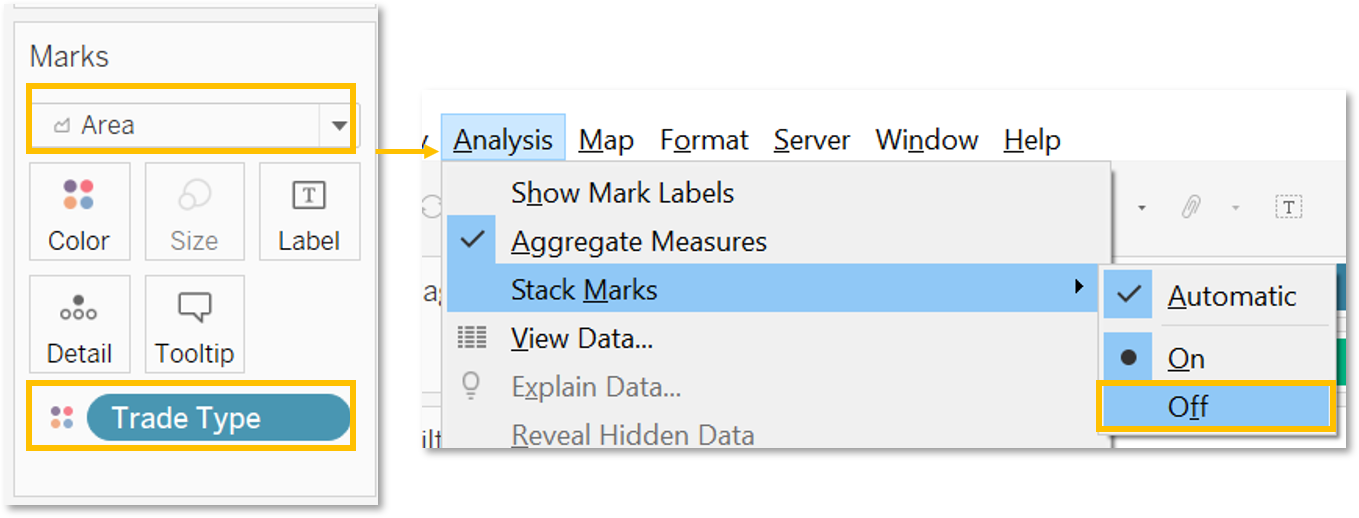 Marks
Area
Color Size Label
Detail Tooltip
Trade Type
Analysis Map Format Server Window Help
Show Mark Labels
Aggregate Measures
Stack Marks
View Data...
Explain Data...
Reveal Hidden Data
Automatic
On
Off